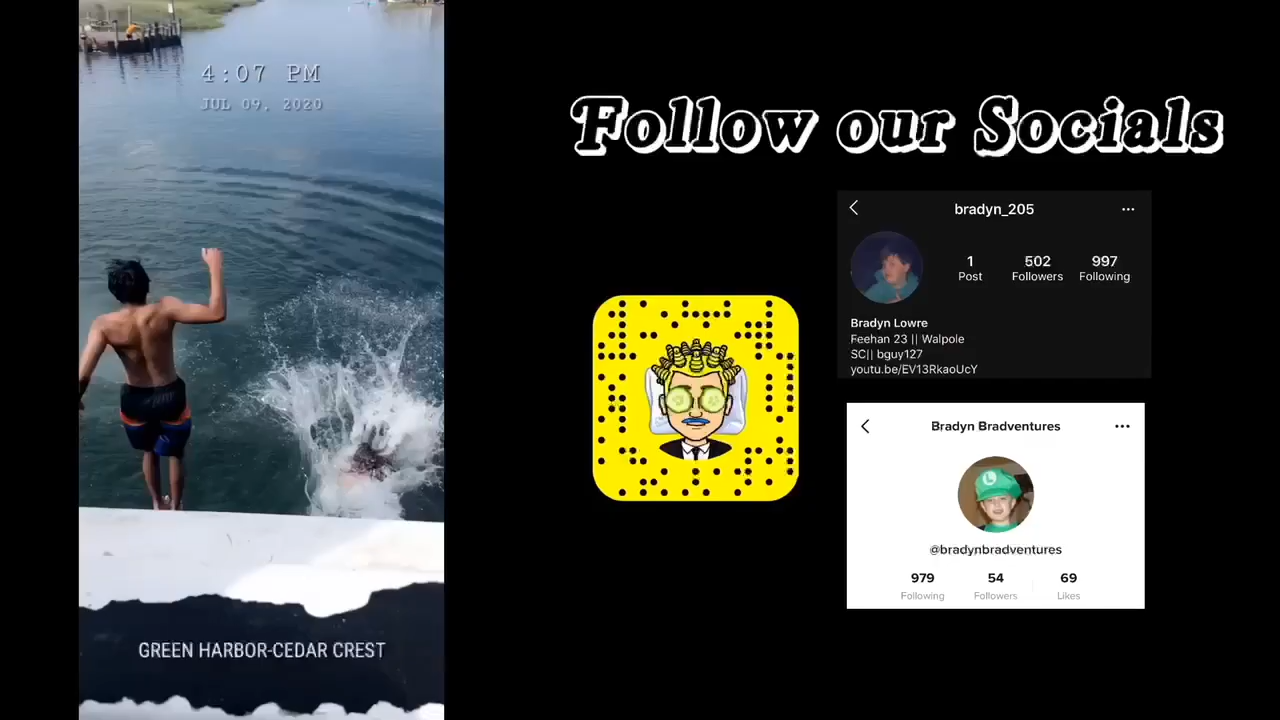 4:07 PM
JUL 09, 2020
GREEN HARBOR-CEDAR CREST
Follow our Socials
bradyn_205
1 502 997
Post Followers Following
Bradyn Lowre
Feehan 23 || Walpole
SC|| bguy127
youtu.be/EV13RkaoUcY
Bradyn Bradventures
L
@bradynbradventures
979 54 69
Following Followers Likes